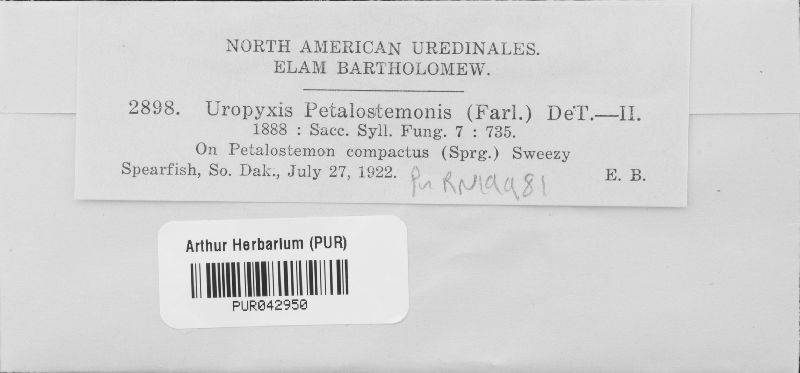 NORTH AMERICAN UREDINALES.
ELAM BARTHOLOMEW.
2898. Uropyxis Petalostemonis (Farl.) DeT.—II.
1888 : Sacc. Syll. Fung. 7 : 735.
On Petalostemon compactus (Sprg.) Sweezy
Spearfish, So. Dak., July 27, 1922. E. B.
Arthur Herbarium (PUR)
PUR042950